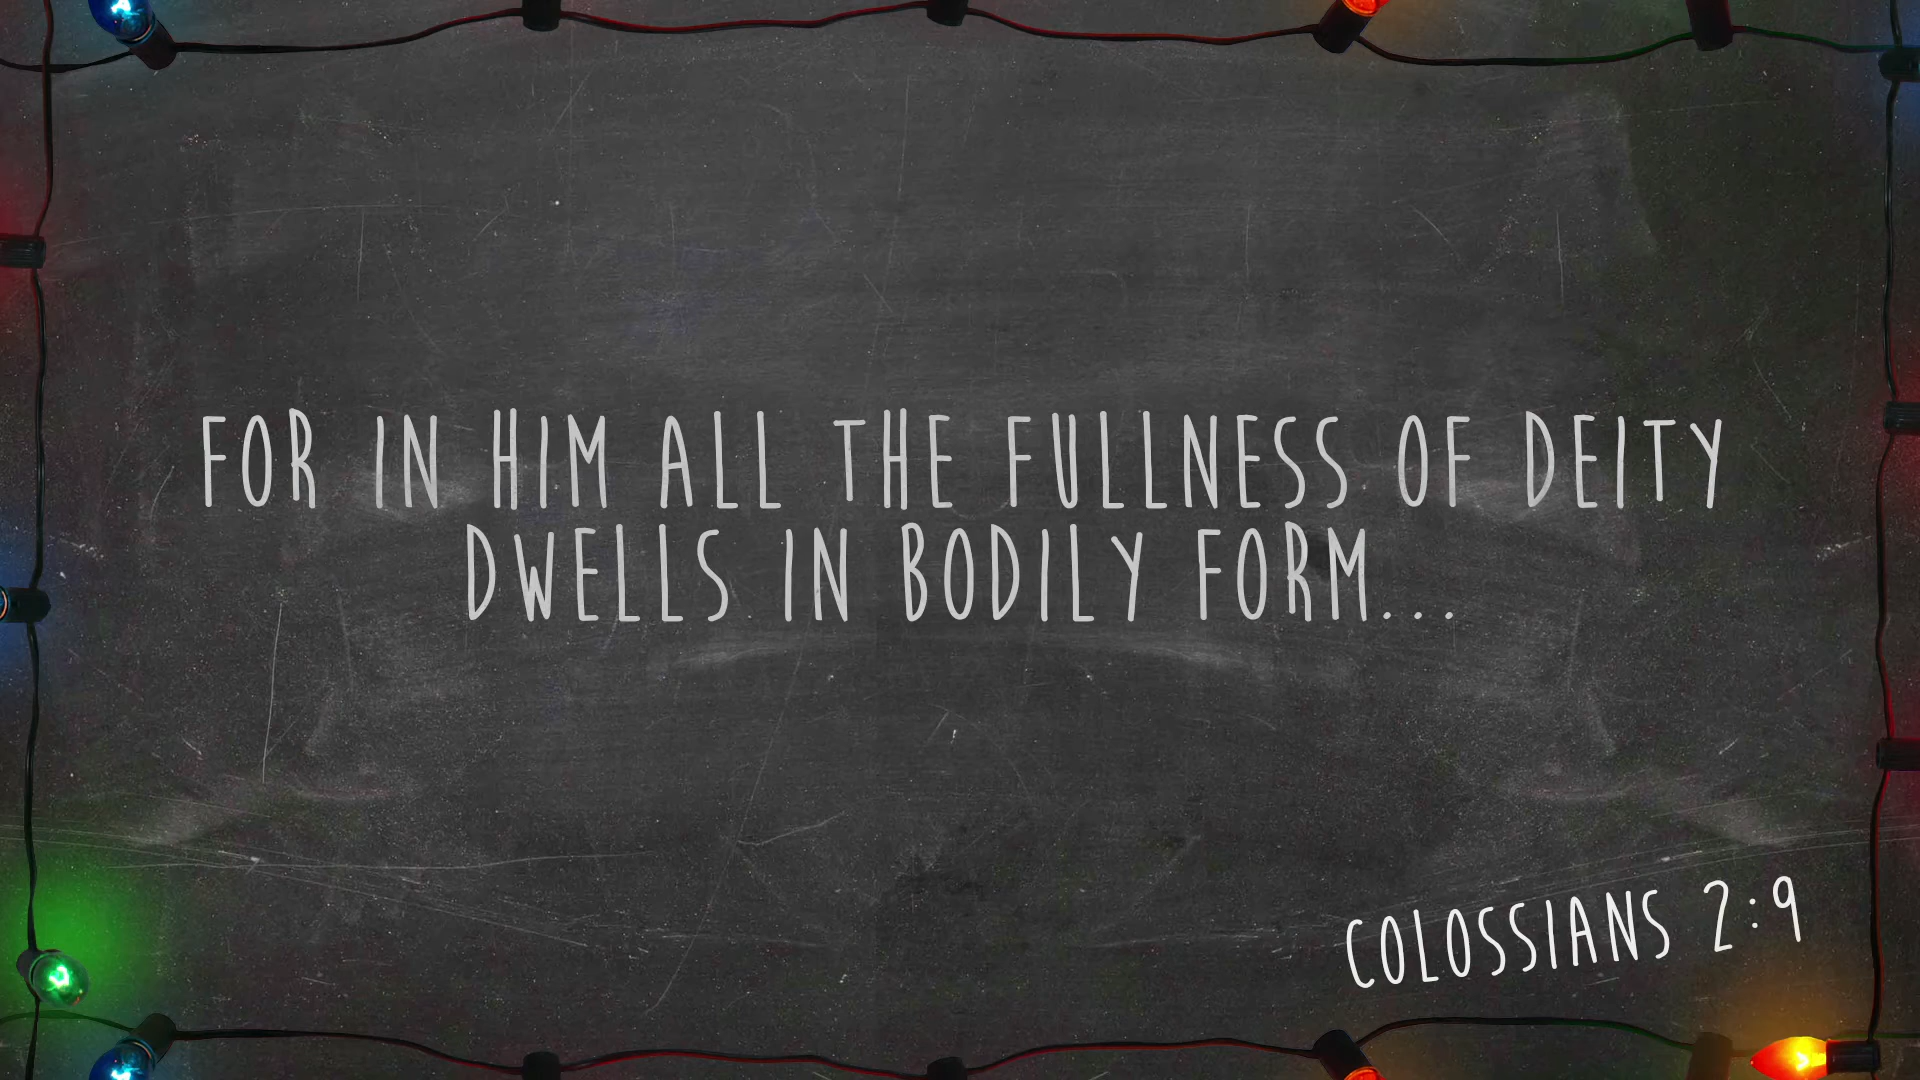 FOR IN HIM ALL THE FULLNESS OF DEITY
DWELLS IN BODILY FORM...
COLOSSIANS 2:9